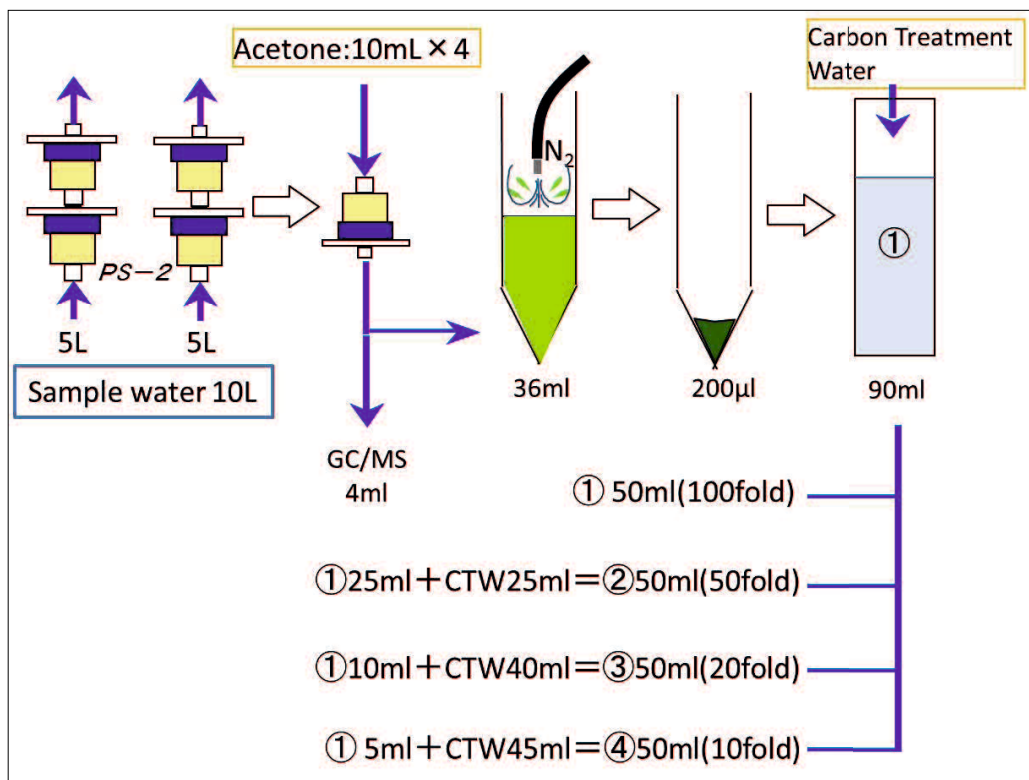 Acetone:10mL×4
Carbon Treatment
Water
N₂
PS-2
①
5L
5L
Sample water 10L
36ml
200μl
90ml
GC/MS
4ml
① 50ml(100fold)
①25ml+CTW25ml=②50ml(50fold)
①10ml+CTW40ml=③50ml(20fold)
① 5ml+CTW45ml=④50ml(10fold)